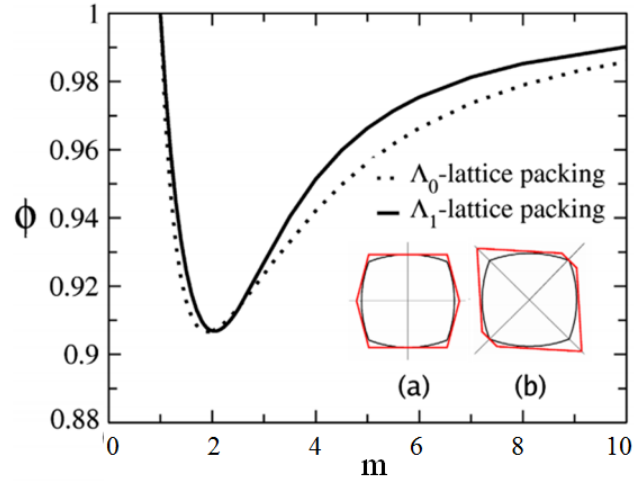 1
0.98
0.96
0.94
0.92
0.9
0.88
ϕ
Λ₀-lattice packing
Λ₁-lattice packing
(a) (b)
0 2 4 6 8 10
m